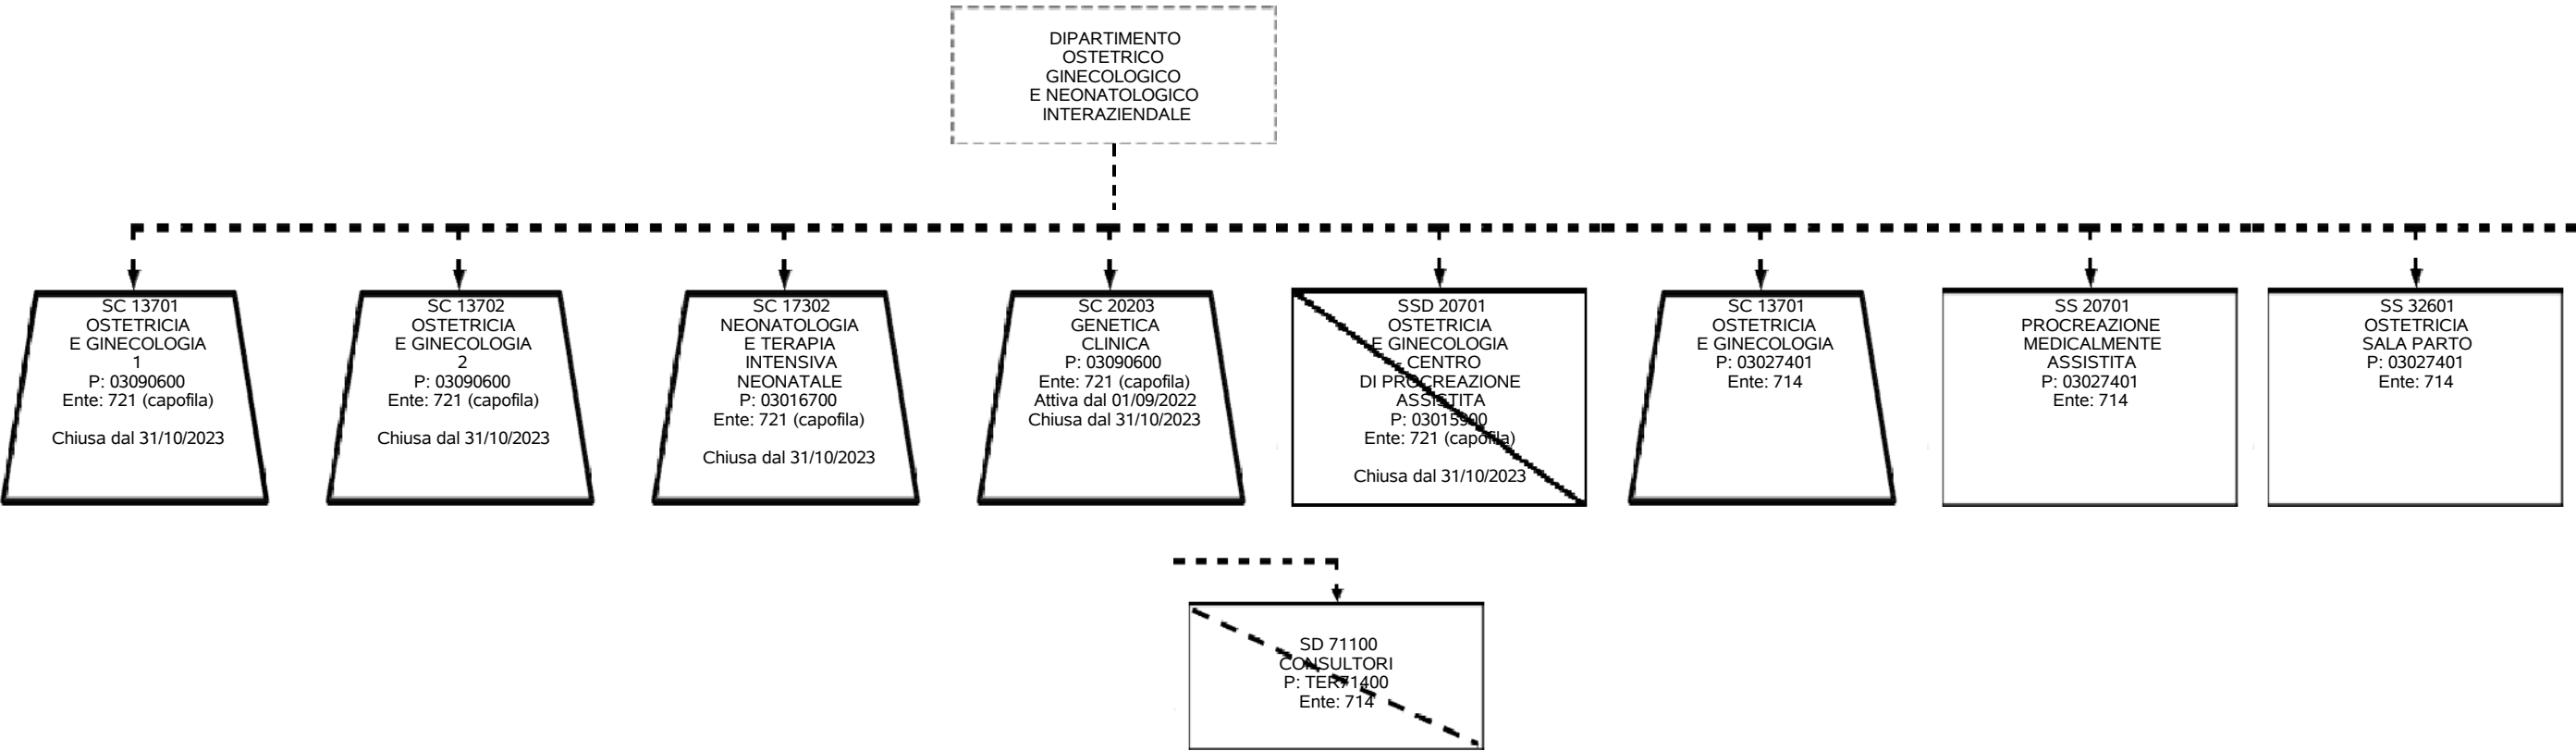 DIPARTIMENTO
OSTETRICO
GINECOLOGICO
E NEONATOLOGICO
INTERAZIENDALE
SC 13701
OSTETRICIA
E GINECOLOGIA
1
P: 03090600
Ente: 721 (capofila)
Chiusa dal 31/10/2023
SC 13702
OSTETRICIA
E GINECOLOGIA
2
P: 03090600
Ente: 721 (capofila)
Chiusa dal 31/10/2023
SC 17302
NEONATOLOGIA
E TERAPIA
INTENSIVA
NEONATALE
P: 03016700
Ente: 721 (capofila)
Chiusa dal 31/10/2023
SC 20203
GENETICA
CLINICA
P: 03090600
Ente: 721 (capofila)
Attiva dal 01/09/2022
Chiusa dal 31/10/2023
SSD 20701
OSTETRICIA
E GINECOLOGIA
CENTRO
DI PROCREAZIONE
ASSISTITA
P: 03015900
Ente: 721 (capofila)
Chiusa dal 31/10/2023
SC 13701
OSTETRICIA
E GINECOLOGIA
P: 03027401
Ente: 714
SS 20701
PROCREAZIONE
MEDICALMENTE
ASSISTITA
P: 03027401
Ente: 714
SS 32601
OSTETRICIA
SALA PARTO
P: 03027401
Ente: 714
SD 71100
CONSULTORI
P: TER71400
Ente: 714